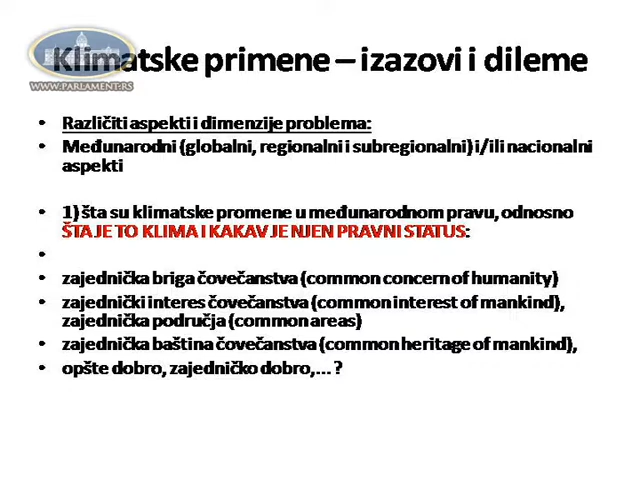 Klimatske primene – izazovi i dileme
WWW.PARLAMENT.RS
• Različiti aspekti i dimenzije problema:
• Međunarodni (globalni, regionalni i subregionalni) i/ili nacionalni
aspekti
• 1) šta su klimatske promene u međunarodnom pravu, odnosno
ŠTA JE TO KLIMA I KAKAV JE NJEN PRAVNI STATUS:
•
• zajednička briga čovečanstva (common concern of humanity)
• zajednički interes čovečanstva (common interest of mankind),
zajednička područja (common areas)
• zajednička baština čovečanstva (common heritage of mankind),
• opšte dobro, zajedničko dobro,... ?